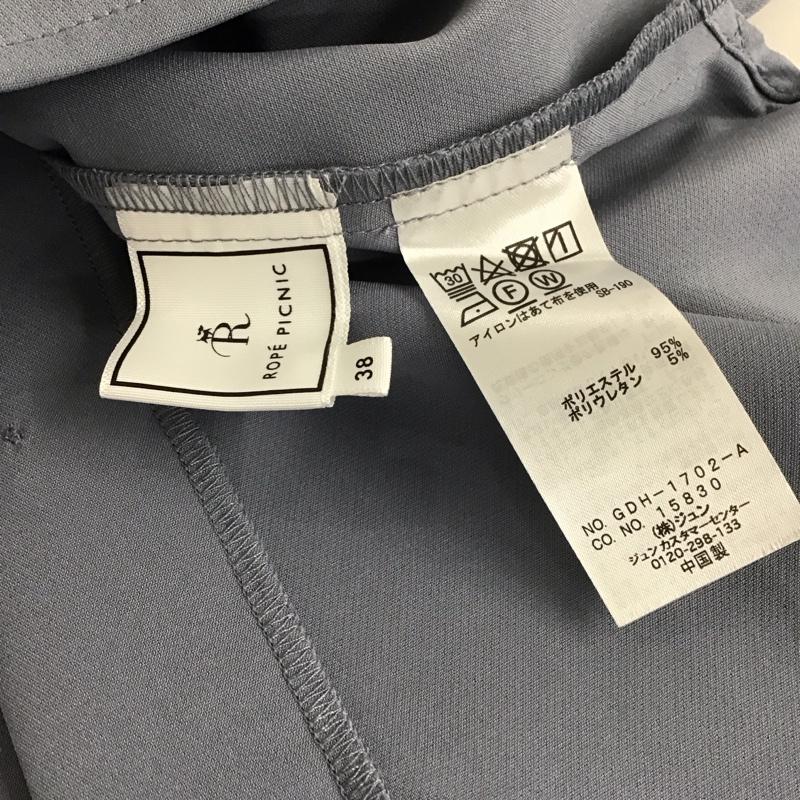 R
ROPÉ PICNIC
38
30
F W
アイロンはあて布を使用
SB-190
ポリエステル 95%
ポリウレタン 5%
NO. GDH-1702-A
CO. NO. 15830
(株)ジュン
ジュンカスタマーセンター
0120-298-133
中国製